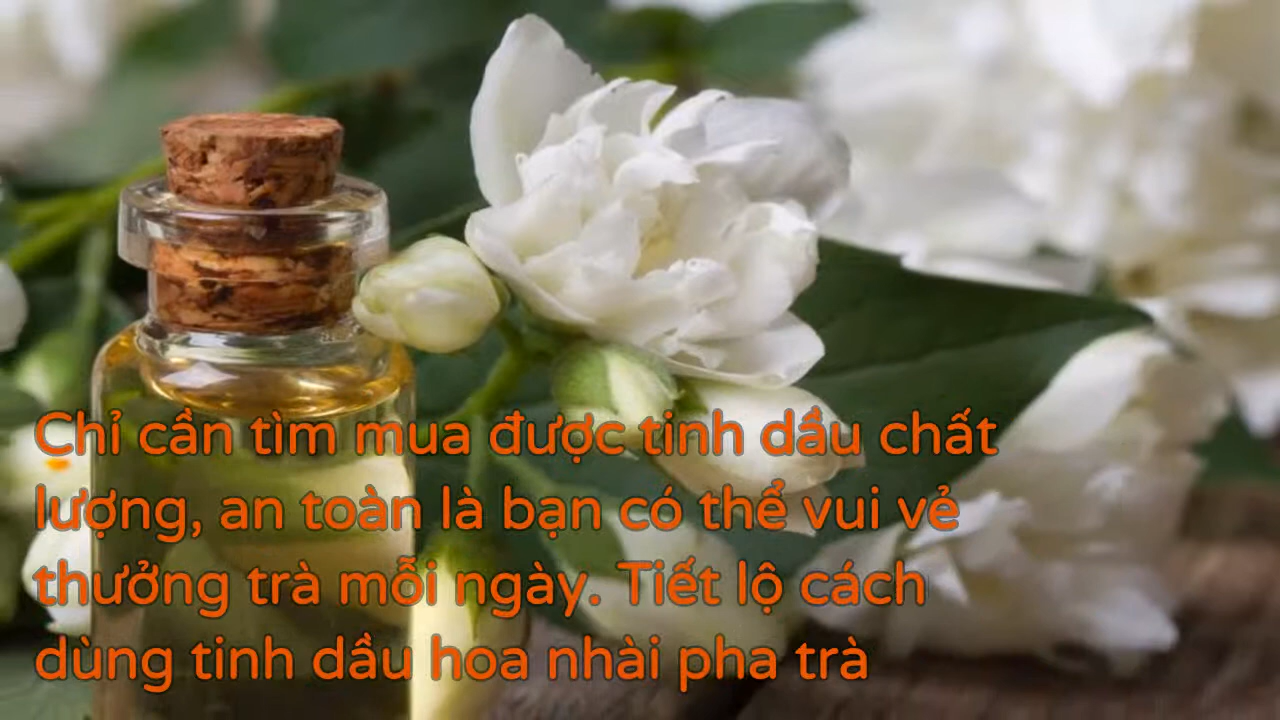 Chỉ cần tìm mua được tinh dầu chất
lượng, an toàn là bạn có thể vui vẻ
thưởng trà mỗi ngày. Tiết lộ cách
dùng tinh dầu hoa nhài pha trà